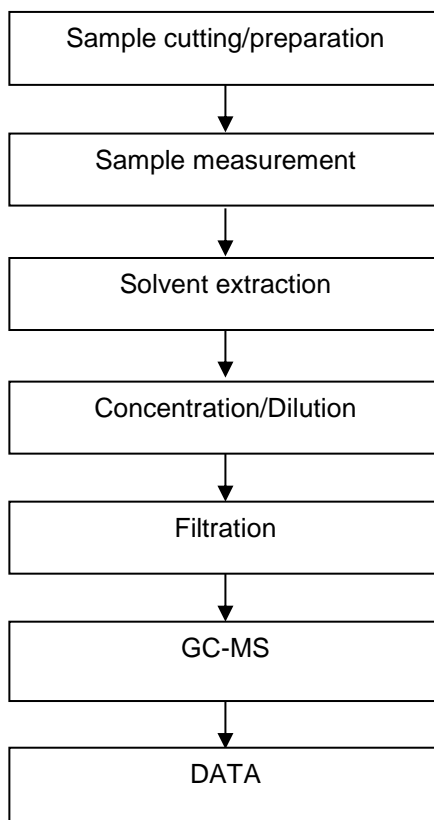 Sample cutting/preparation
Sample measurement
Solvent extraction
Concentration/Dilution
Filtration
GC-MS
DATA